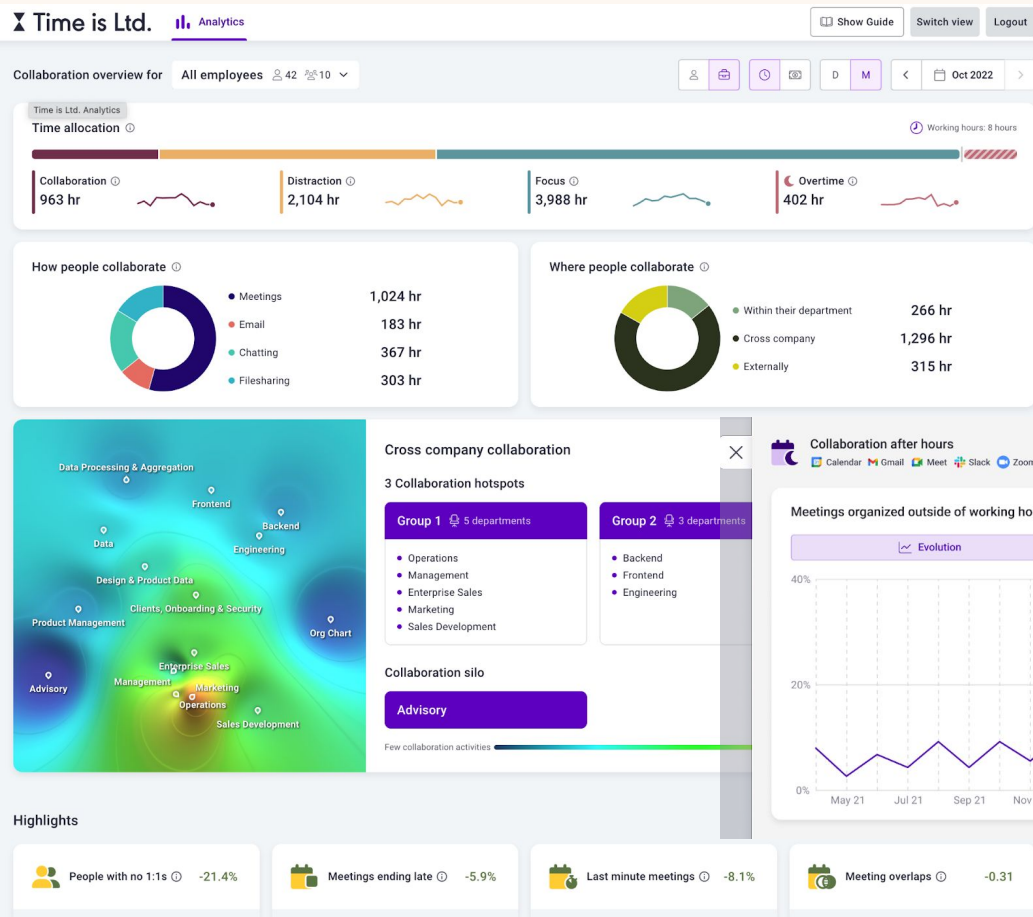 Time is Ltd.
Analytics
Show Guide
Switch view
Logout
Collaboration overview for
All employees 42 10
D
M
Oct 2022
Time is Ltd. Analytics
Time allocation
Working hours: 8 hours
Collaboration
963 hr
Distraction
2,104 hr
Focus
3,988 hr
Overtime
402 hr
How people collaborate
Meetings 1,024 hr
Email 183 hr
Chatting 367 hr
Filesharing 303 hr
Where people collaborate
Within their department 266 hr
Cross company 1,296 hr
Externally 315 hr
Data Processing & Aggregation
Frontend
Backend
Data
Engineering
Design & Product Data
Clients, Onboarding & Security
Product Management
Org Chart
Enterprise Sales
Management
Marketing
Advisory
Operations
Sales Development
Cross company collaboration
3 Collaboration hotspots
Group 1 5 departments
Operations
Management
Enterprise Sales
Marketing
Sales Development
Group 2 3 departments
Backend
Frontend
Engineering
Collaboration silo
Advisory
Few collaboration activities
Collaboration after hours
Calendar Gmail Meet Slack Zoom
Meetings organized outside of working ho
Evolution
40%
20%
0%
May 21 Jul 21 Sep 21 Nov
Highlights
People with no 1:1s -21.4%
Meetings ending late -5.9%
Last minute meetings -8.1%
Meeting overlaps -0.31